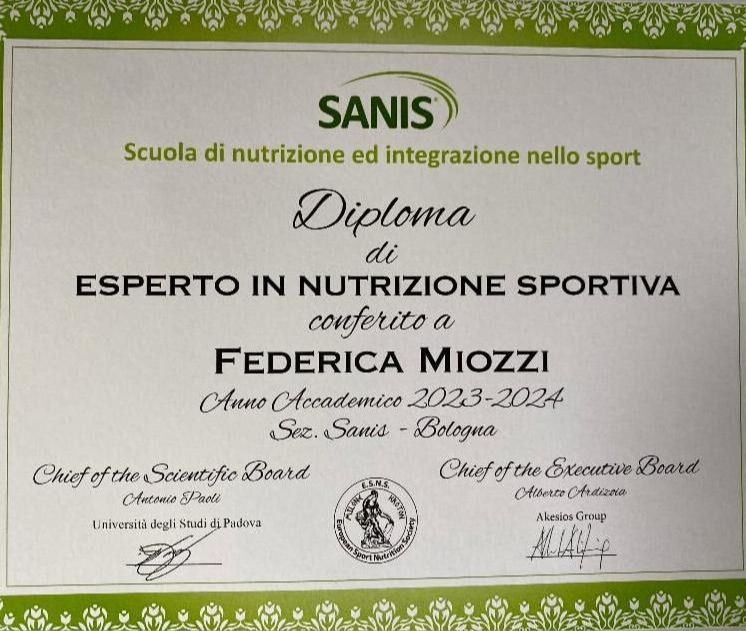 SANIS
Scuola di nutrizione ed integrazione nello sport
Diploma
di
ESPERTO IN NUTRIZIONE SPORTIVA
conferito a
FEDERICA MIOZZI
Anno Accademico 2023-2024
Sez. Sanis - Bologna
Chief of the Scientific Board
Antonio Paoli
Università degli Studi di Padova
E.S.N.S.
European Sport Nutrition Society
Chief of the Executive Board
Alberto Ardizoia
Akesios Group